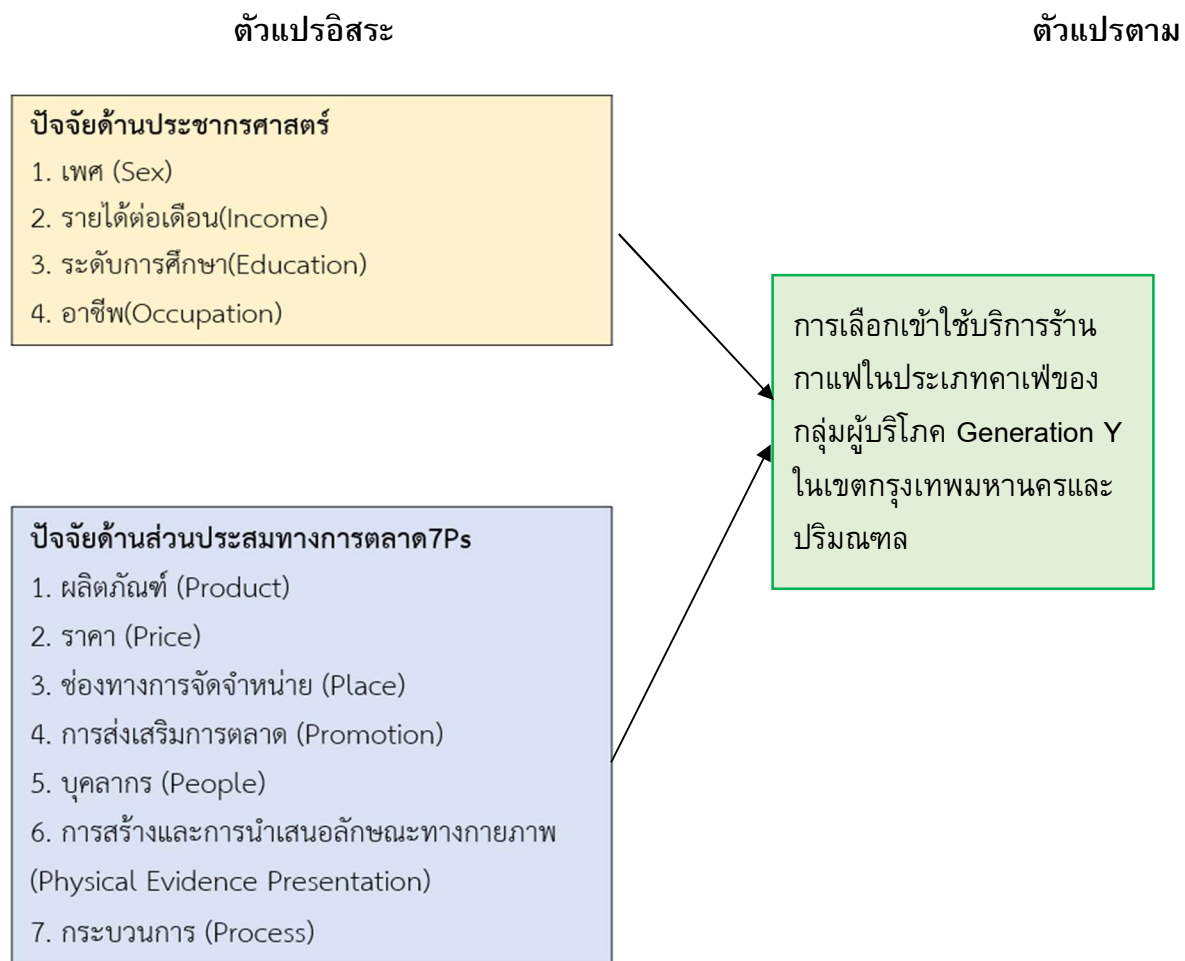 ตัวแปรอิสระ
ตัวแปรตาม
ปัจจัยด้านประชากรศาสตร์
1. เพศ (Sex)
2. รายได้ต่อเดือน(Income)
3. ระดับการศึกษา(Education)
4. อาชีพ(Occupation)
การเลือกเข้าใช้บริการร้าน
กาแฟในประเภทคาเฟ่ของ
กลุ่มผู้บริโภค Generation Y
ในเขตกรุงเทพมหานครและ
ปริมณฑล
ปัจจัยด้านส่วนประสมทางการตลาด7Ps
1. ผลิตภัณฑ์ (Product)
2. ราคา (Price)
3. ช่องทางการจัดจำหน่าย (Place)
4. การส่งเสริมการตลาด (Promotion)
5. บุคลากร (People)
6. การสร้างและการนำเสนอลักษณะทางกายภาพ
(Physical Evidence Presentation)
7. กระบวนการ (Process)